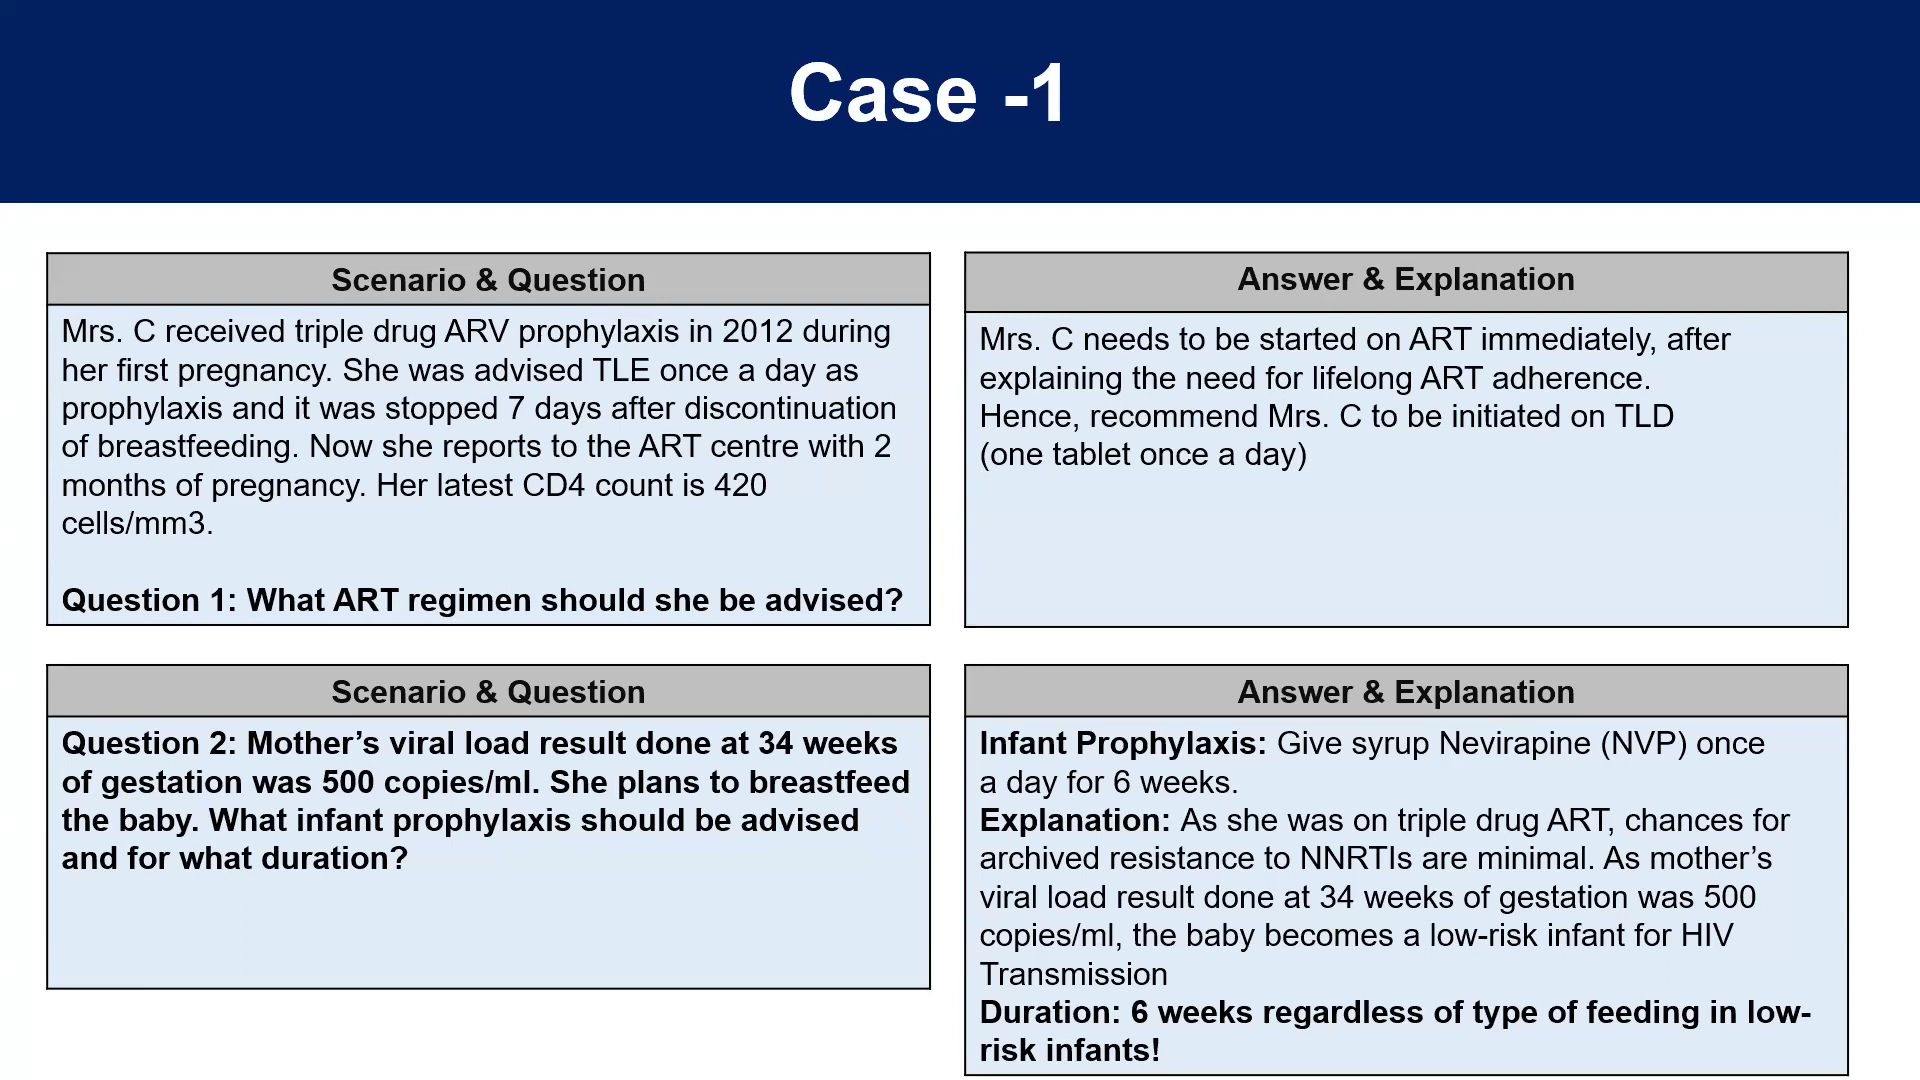 Case -1
Scenario & Question
Mrs. C received triple drug ARV prophylaxis in 2012 during
her first pregnancy. She was advised TLE once a day as
prophylaxis and it was stopped 7 days after discontinuation
of breastfeeding. Now she reports to the ART centre with 2
months of pregnancy. Her latest CD4 count is 420
cells/mm3.
Question 1: What ART regimen should she be advised?
Answer & Explanation
Mrs. C needs to be started on ART immediately, after
explaining the need for lifelong ART adherence.
Hence, recommend Mrs. C to be initiated on TLD
(one tablet once a day)
Scenario & Question
Question 2: Mother’s viral load result done at 34 weeks
of gestation was 500 copies/ml. She plans to breastfeed
the baby. What infant prophylaxis should be advised
and for what duration?
Answer & Explanation
Infant Prophylaxis: Give syrup Nevirapine (NVP) once
a day for 6 weeks.
Explanation: As she was on triple drug ART, chances for
archived resistance to NNRTIs are minimal. As mother’s
viral load result done at 34 weeks of gestation was 500
copies/ml, the baby becomes a low-risk infant for HIV
Transmission
Duration: 6 weeks regardless of type of feeding in low-
risk infants!